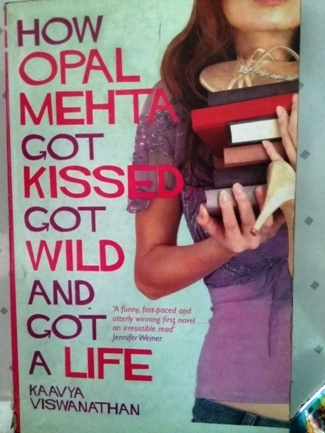 HOW
OPAL
MEHTA
GOT
KISSED
GOT
WILD
AND
GOT
A LIFE
'A funny, fast-paced and
utterly winning first novel . . .
an irresistible read'
Jennifer Weiner
KAAVYA
VISWANATHAN